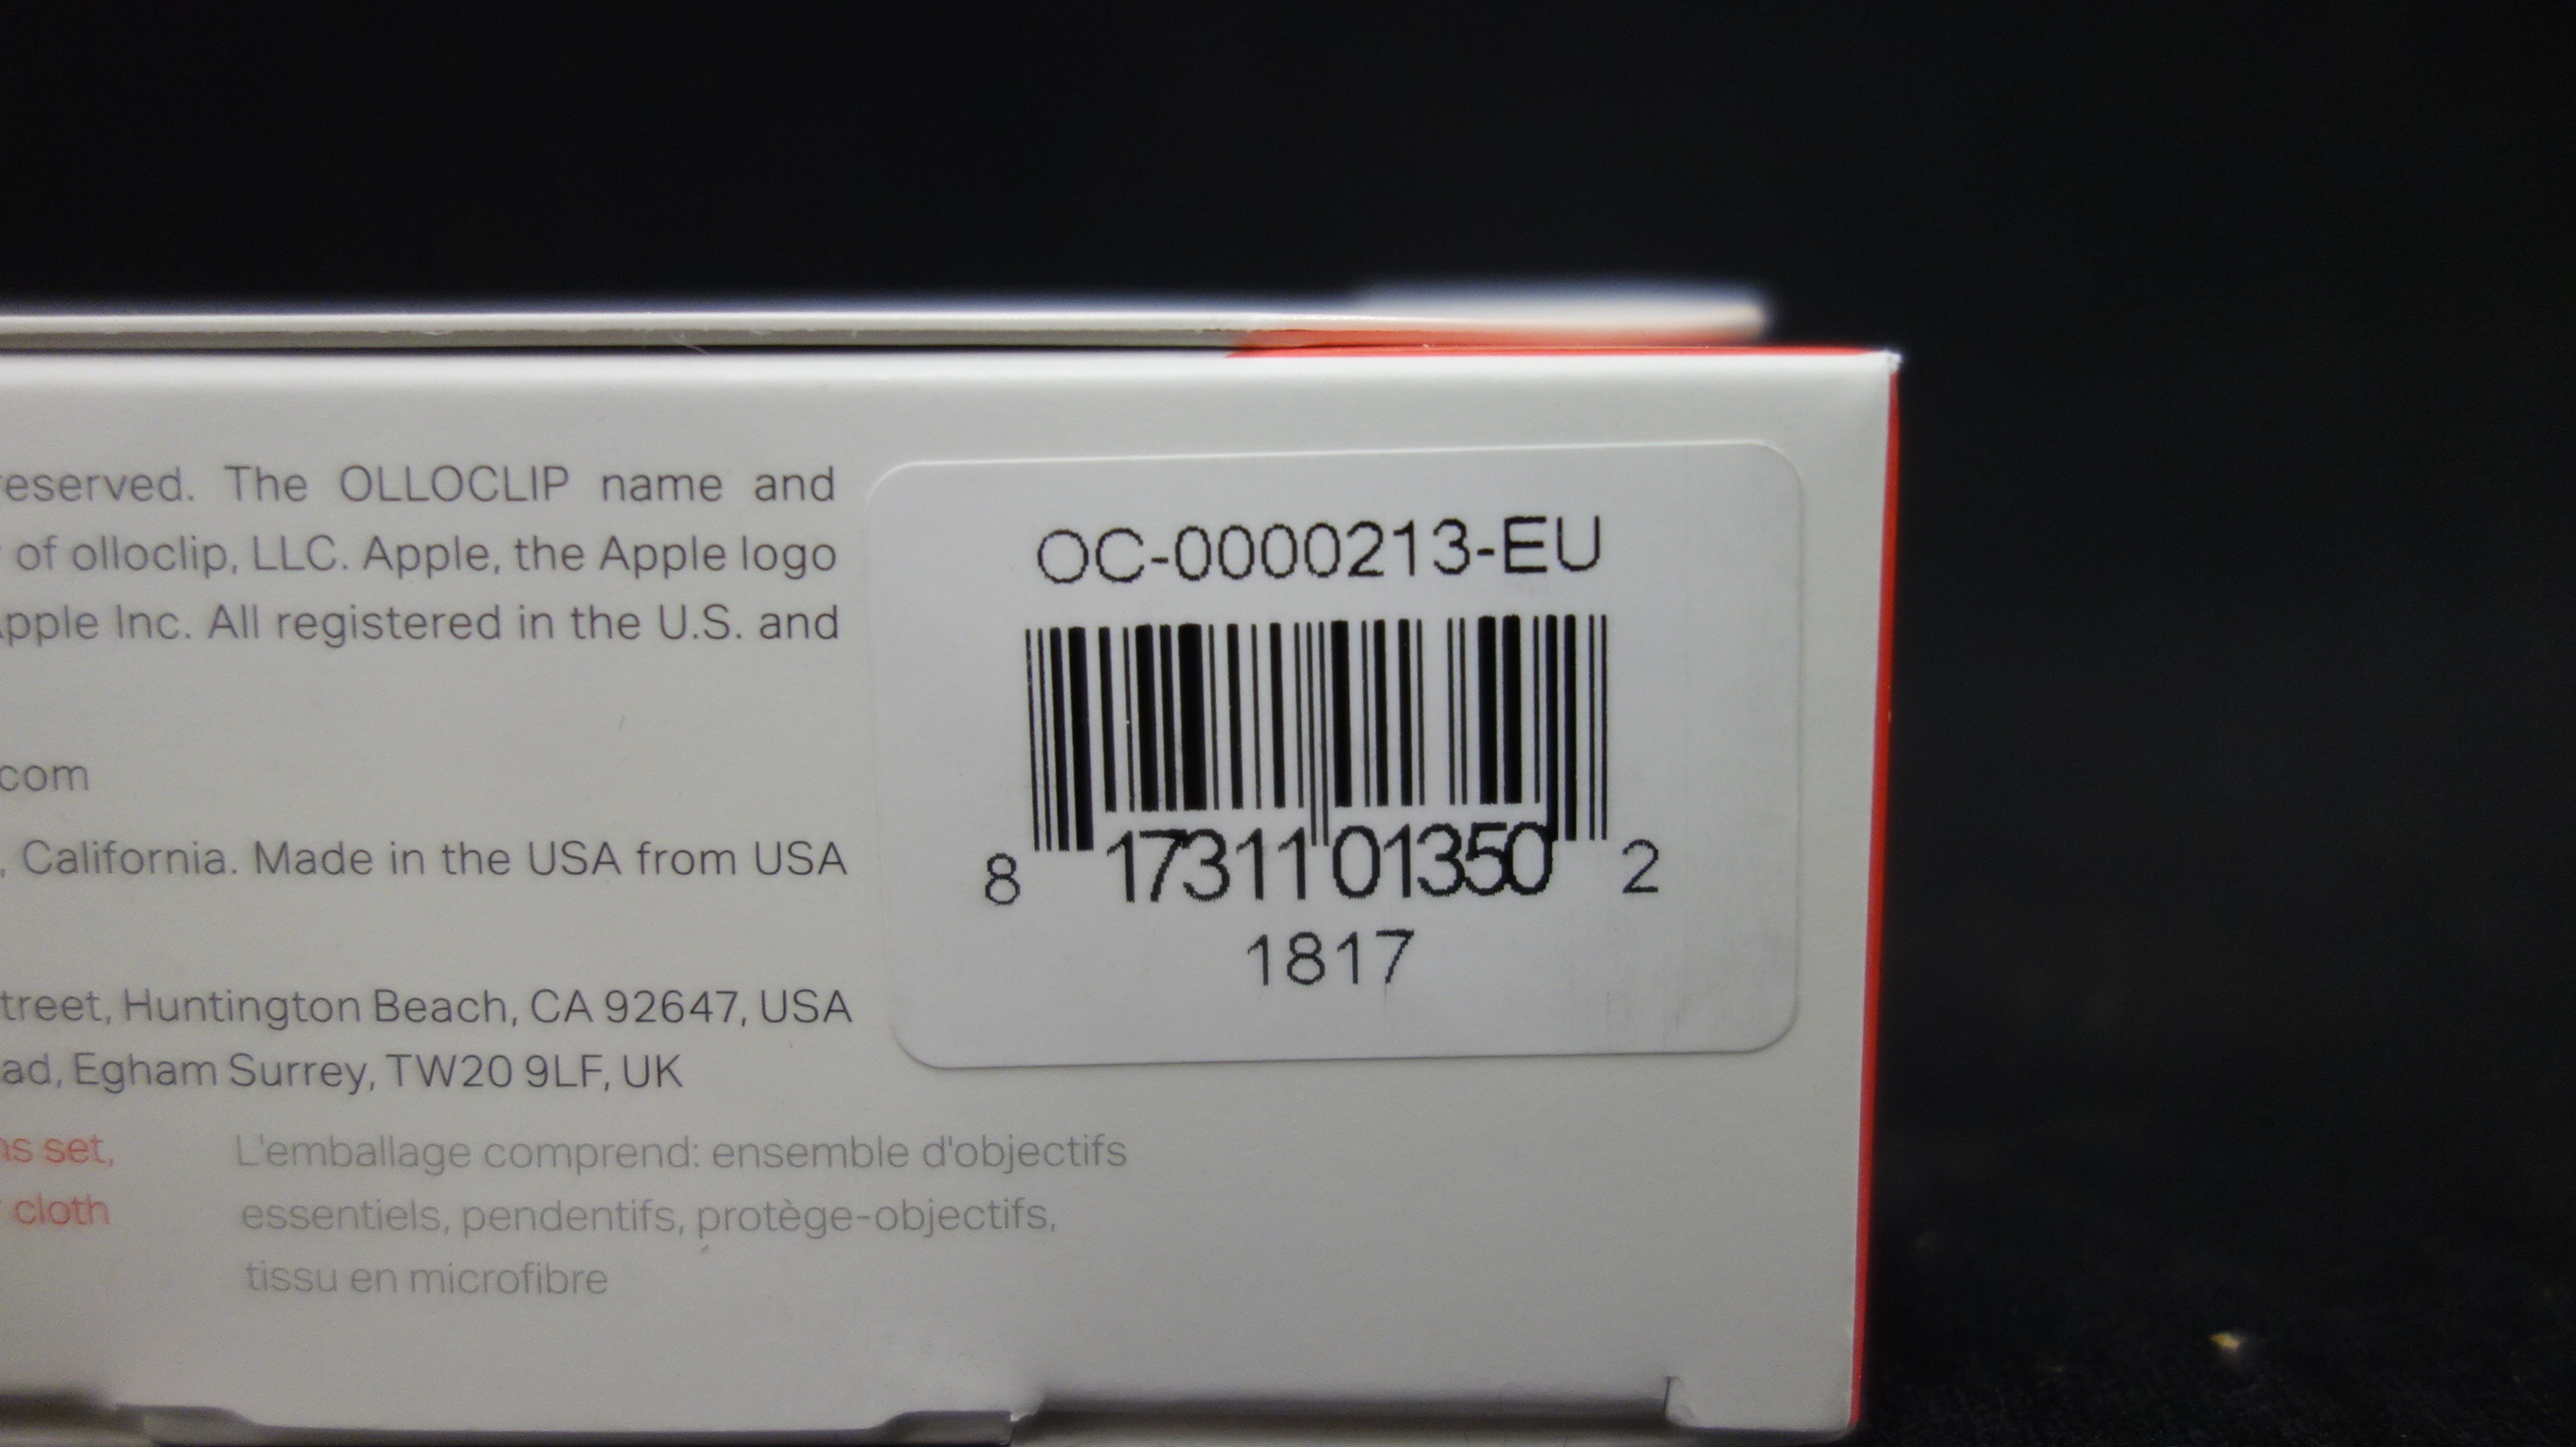 reserved. The OLLOCLIP name and
of olloclip, LLC. Apple, the Apple logo
Apple Inc. All registered in the U.S. and
.com
, California. Made in the USA from USA
treet, Huntington Beach, CA 92647, USA
ad, Egham Surrey, TW20 9LF, UK
ns set,
cloth
L'emballage comprend: ensemble d'objectifs
essentiels, pendentifs, protège-objectifs,
tissu en microfibre
OC-0000213-EU
8 17311 01350 2
1817